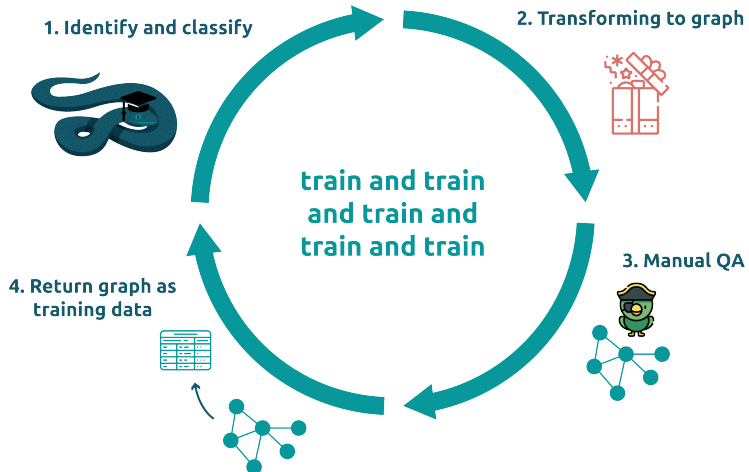 1. Identify and classify
2. Transforming to graph
train and train
and train and
train and train
3. Manual QA
4. Return graph as
training data